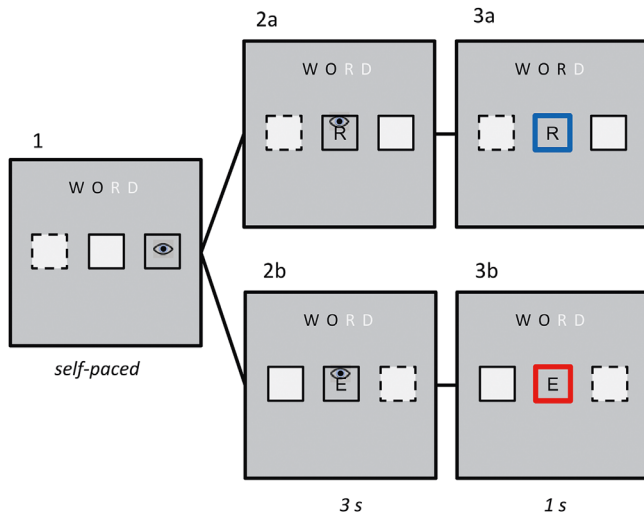 2a
3a
W O R D
W O R D
R
R
1
W O R D
self-paced
2b
3b
W O R D
W O R D
E
E
3 s
1 s